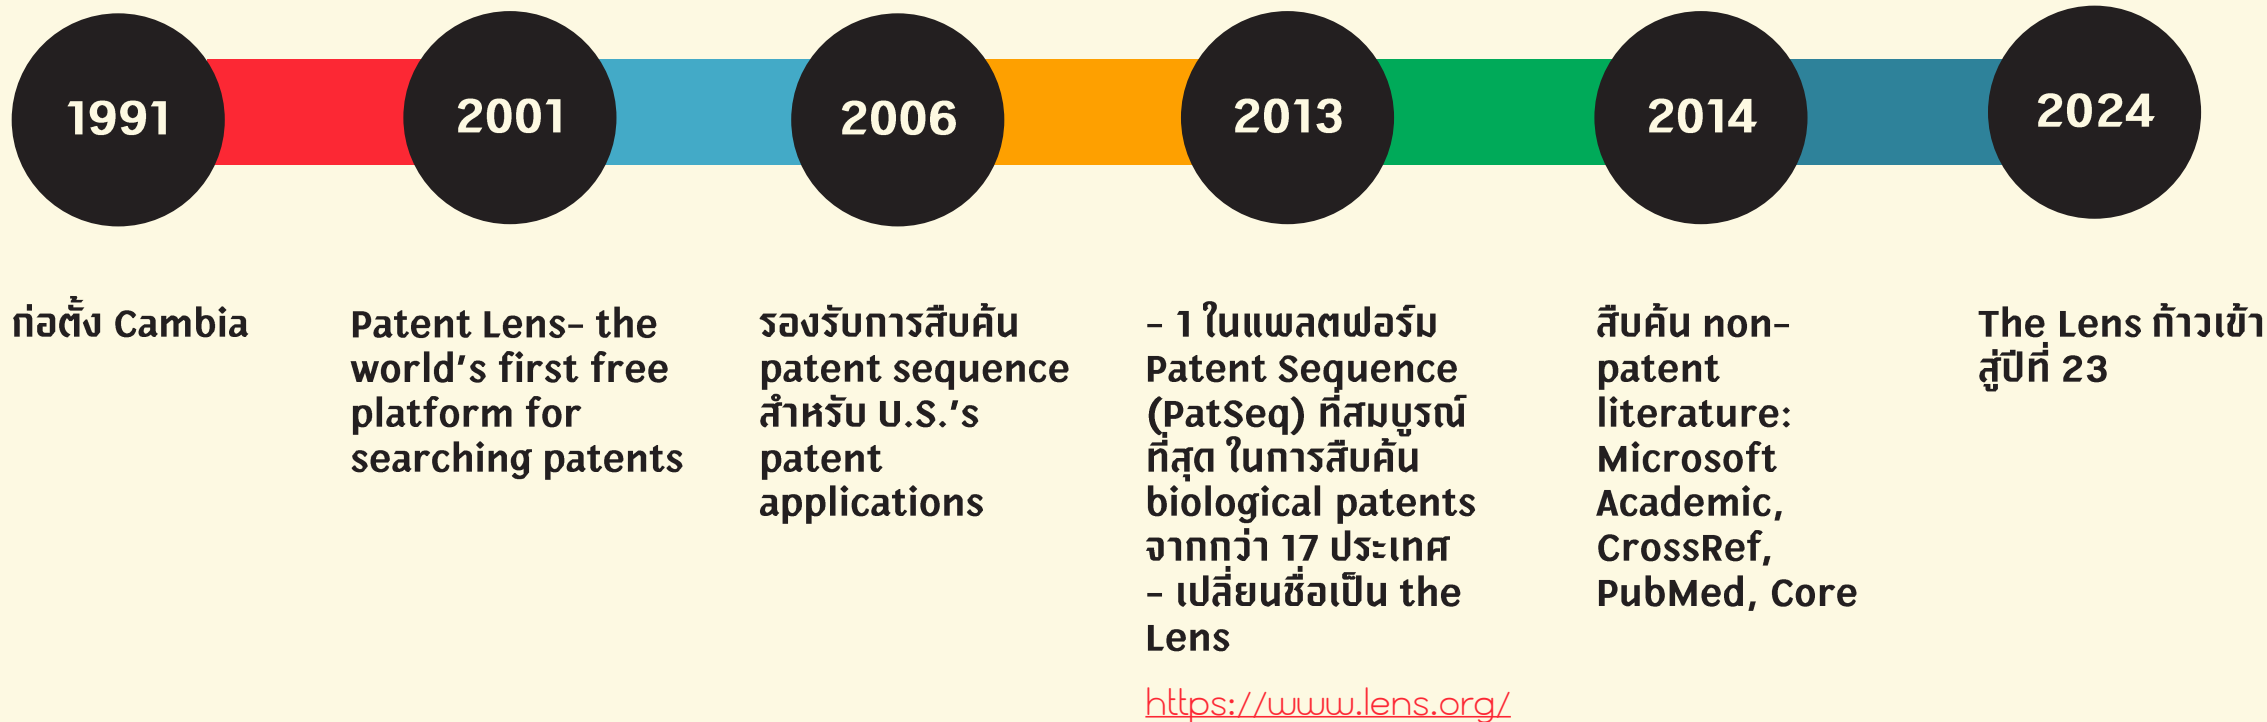 1991
2001
2006
2013
2014
2024
ก่อตั้ง Cambia
Patent Lens- the
world's first free
platform for
searching patents
รองรับการสืบค้น
patent sequence
สำหรับ U.S.'s
patent
applications
- 1 ในแพลตฟอร์ม
Patent Sequence
(PatSeq) ที่สมบูรณ์
ที่สุด ในการสืบค้น
biological patents
จากกว่า 17 ประเทศ
- เปลี่ยนชื่อเป็น the
Lens
https://www.lens.org/
สืบค้น non-
patent
literature:
Microsoft
Academic,
CrossRef,
PubMed, Core
The Lens ก้าวเข้า
สู่ปีที่ 23